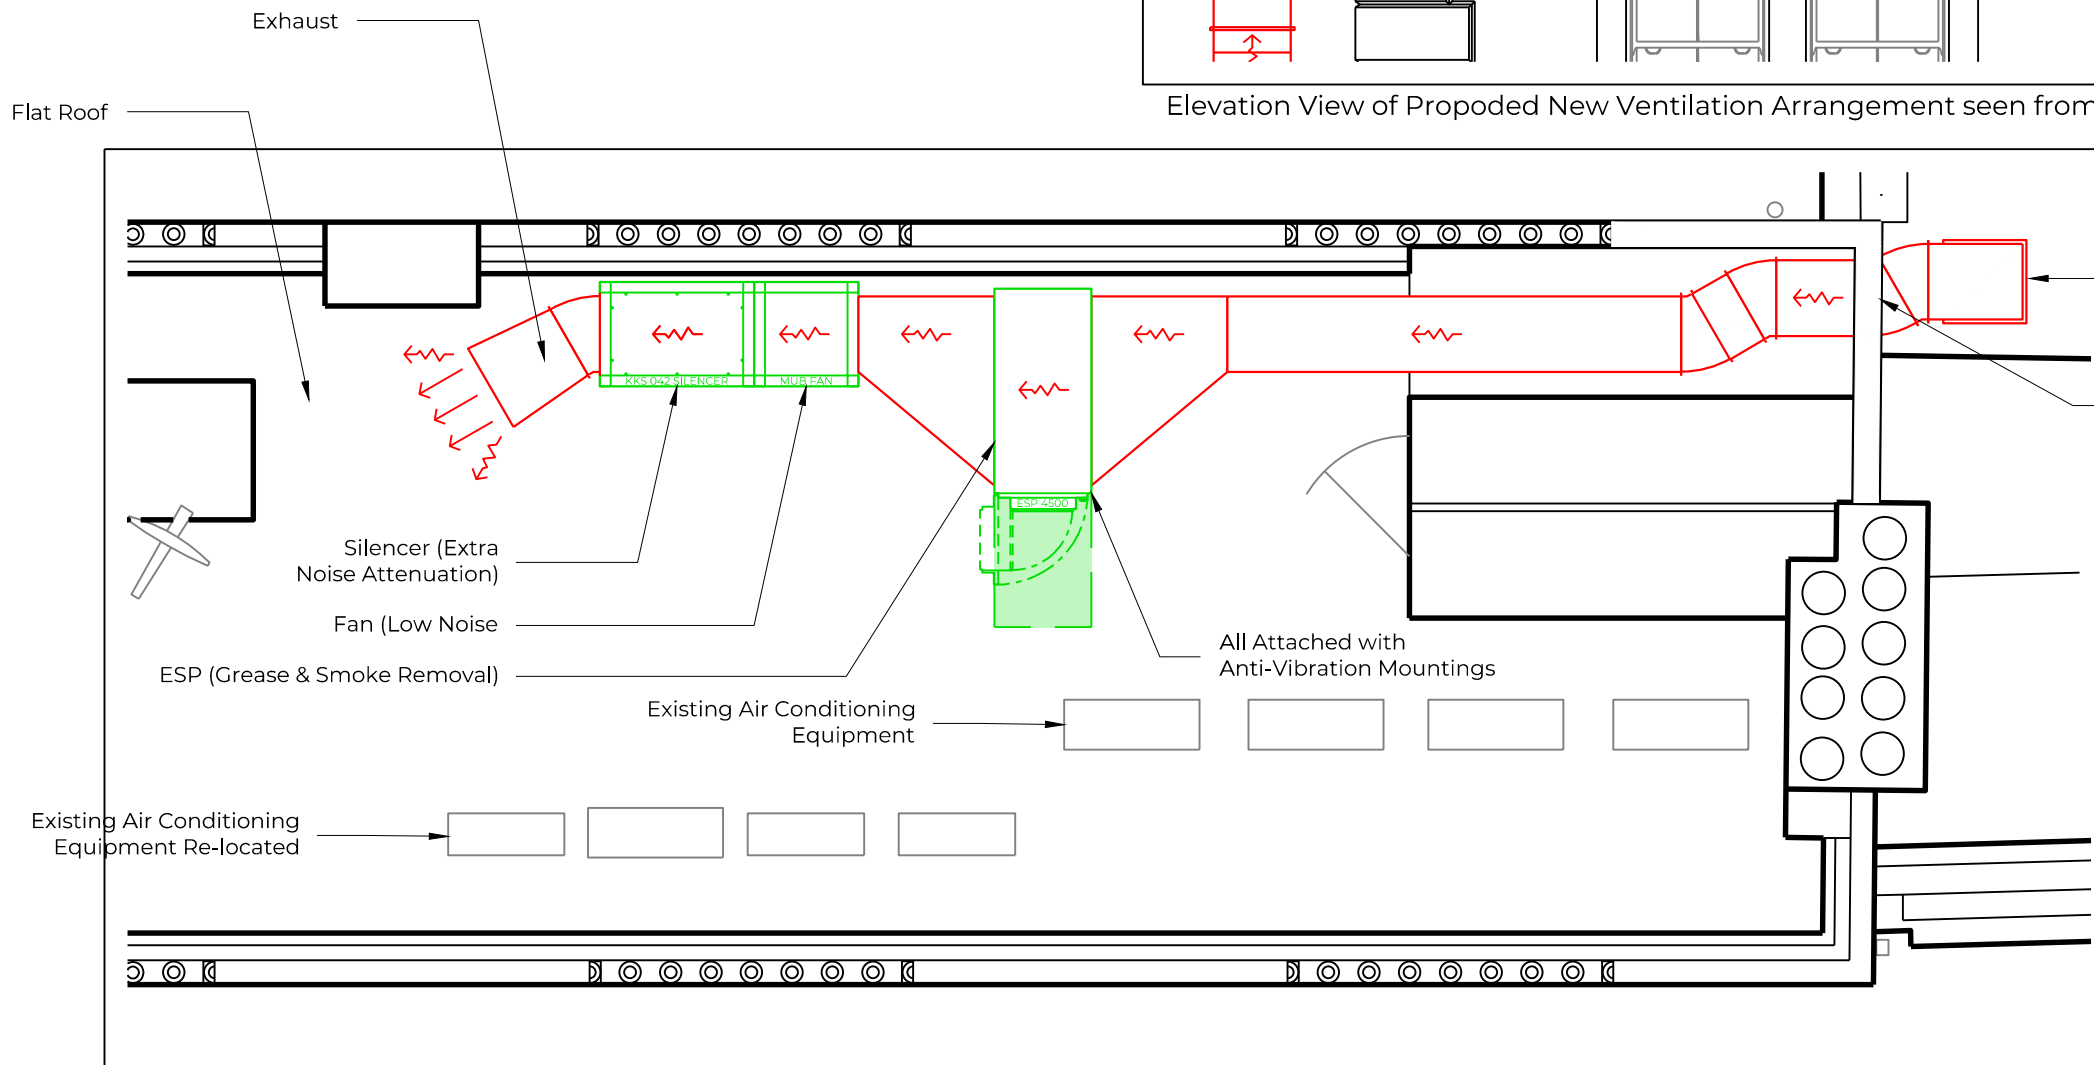 Exhaust
Flat Roof
Elevation View of Propoded New Ventilation Arrangement seen from
KKS 042 SILENCER
MUB FAN
ESP 4500
Silencer (Extra
Noise Attenuation)
Fan (Low Noise
ESP (Grease & Smoke Removal)
All Attached with
Anti-Vibration Mountings
Existing Air Conditioning
Equipment
Existing Air Conditioning
Equipment Re-located